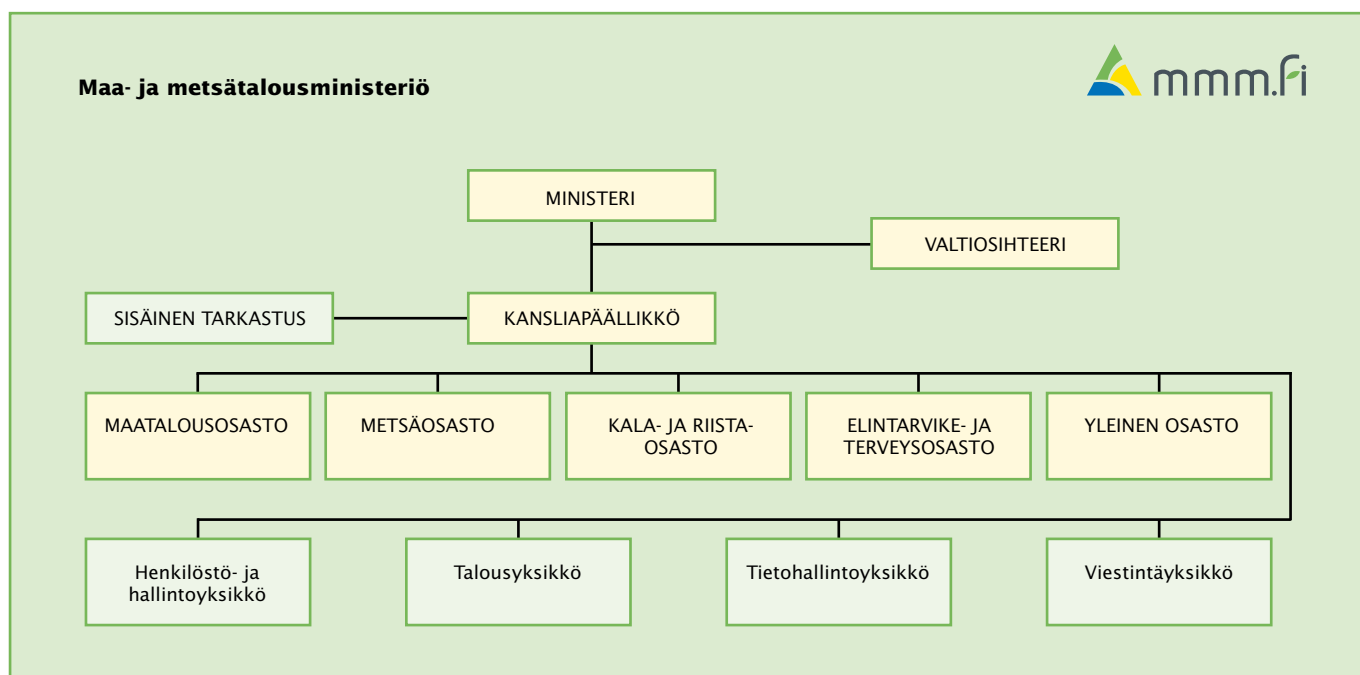 Maa- ja metsätalousministeriö
mmm.fi
MINISTERI
VALTIOSIHTEERI
SISÄINEN TARKASTUS
KANSLIAPÄÄLLIKKÖ
MAATALOUSOSASTO
METSÄOSASTO
KALA- JA RIISTA-
OSASTO
ELINTARVIKE- JA
TERVEYSOSASTO
YLEINEN OSASTO
Henkilöstö- ja
hallintoyksikkö
Talousyksikkö
Tietohallintoyksikkö
Viestintäyksikkö